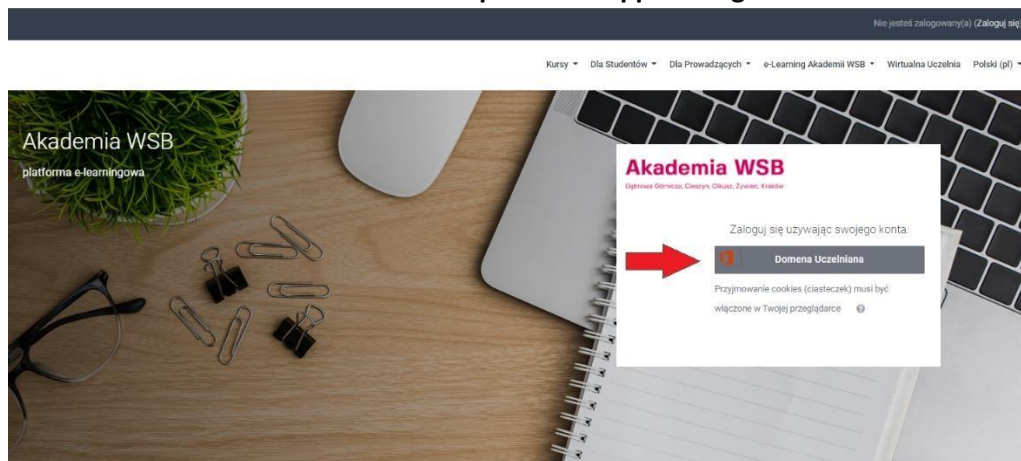 Nie jesteś zalogowany(a) (Zaloguj się)
Kursy Dla Studentów Dla Prowadzących e-Learning Akademii WSB Wirtualna Uczelnia Polski (pl)
Akademia WSB
platforma e-learningowa
Akademia WSB
Dąbrowa Górnicza, Cieszyn, Olkusz, Żywiec, Kraków
Zaloguj się używając swojego konta:
Domena Uczelniana
Przyjmowanie cookies (ciasteczek) musi być
włączone w Twojej przeglądarce